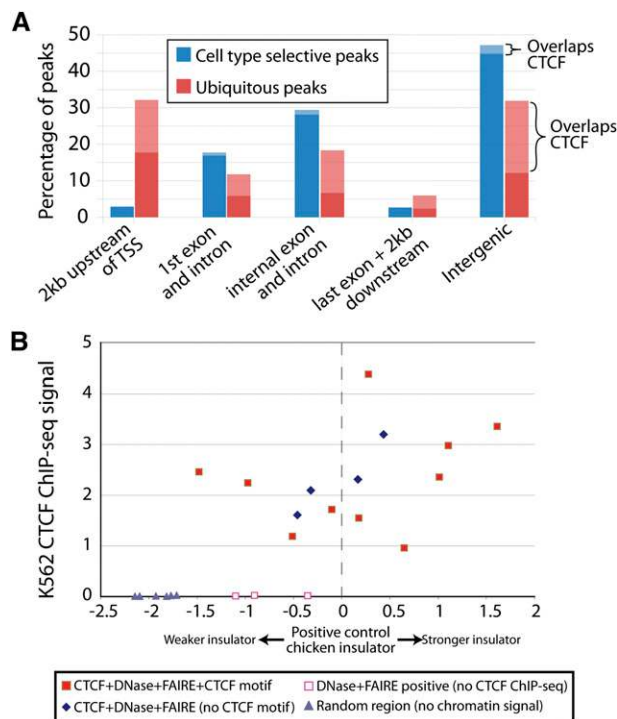 A
Percentage of peaks
50
40
30
20
10
0
Cell type selective peaks
Ubiquitous peaks
Overlaps
CTCF
Overlaps
CTCF
2kb upstream
of TSS
1st exon
and intron
internal exon
and intron
last exon + 2kb
downstream
Intergenic
B
K562 CTCF ChIP-seq signal
5
4
3
2
1
0
-2.5 -2 -1.5 -1 -0.5 0 0.5 1 1.5 2
Weaker insulator Positive control Stronger insulator
chicken insulator
CTCF+DNase+FAIRE+CTCF motif
DNase+FAIRE positive (no CTCF ChIP-seq)
CTCF+DNase+FAIRE (no CTCF motif)
Random region (no chromatin signal)